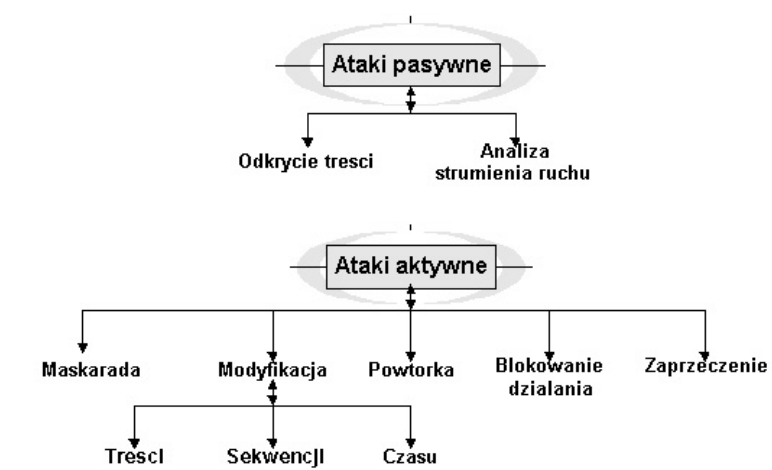 Ataki pasywne
Odkrycie tresci
Analiza
strumienia ruchu
Ataki aktywne
Maskarada
Modyfikacja
Powtorka
Blokowanie
dzialania
Zaprzeczenie
Tresci
Sekwencji
Czasu